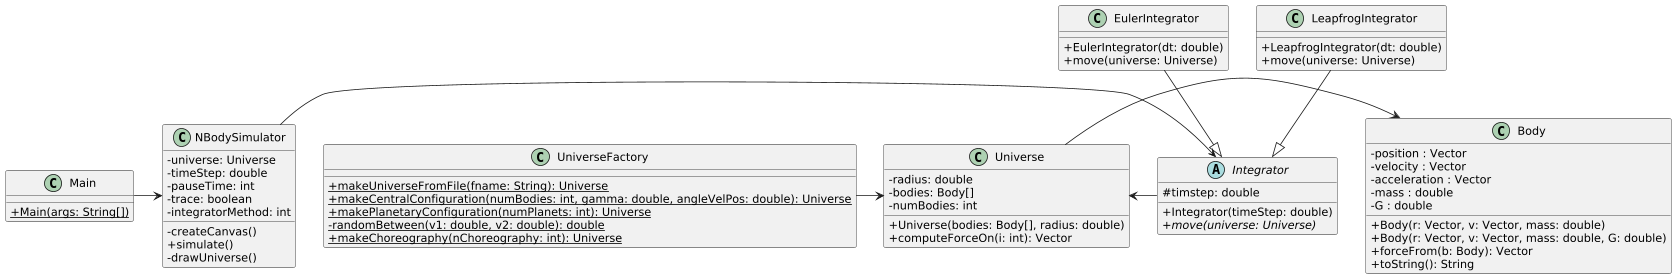 C Main
+Main(args: String[])
C NBodySimulator
-universe: Universe
-timeStep: double
-pauseTime: int
-trace: boolean
-integratorMethod: int
-createCanvas()
+simulate()
-drawUniverse()
C UniverseFactory
+makeUniverseFromFile(fname: String): Universe
+makeCentralConfiguration(numBodies: int, gamma: double, angleVelPos: double): Universe
+makePlanetaryConfiguration(numPlanets: int): Universe
-randomBetween(v1: double, v2: double): double
+makeChoreography(nChoreography: int): Universe
C Universe
-radius: double
-bodies: Body[]
-numBodies: int
+Universe(bodies: Body[], radius: double)
+computeForceOn(i: int): Vector
C EulerIntegrator
+EulerIntegrator(dt: double)
+move(universe: Universe)
C LeapfrogIntegrator
+LeapfrogIntegrator(dt: double)
+move(universe: Universe)
A Integrator
#timstep: double
+Integrator(timeStep: double)
+move(universe: Universe)
C Body
-position : Vector
-velocity : Vector
-acceleration : Vector
-mass : double
-G : double
+Body(r: Vector, v: Vector, mass: double)
+Body(r: Vector, v: Vector, mass: double, G: double)
+forceFrom(b: Body): Vector
+toString(): String